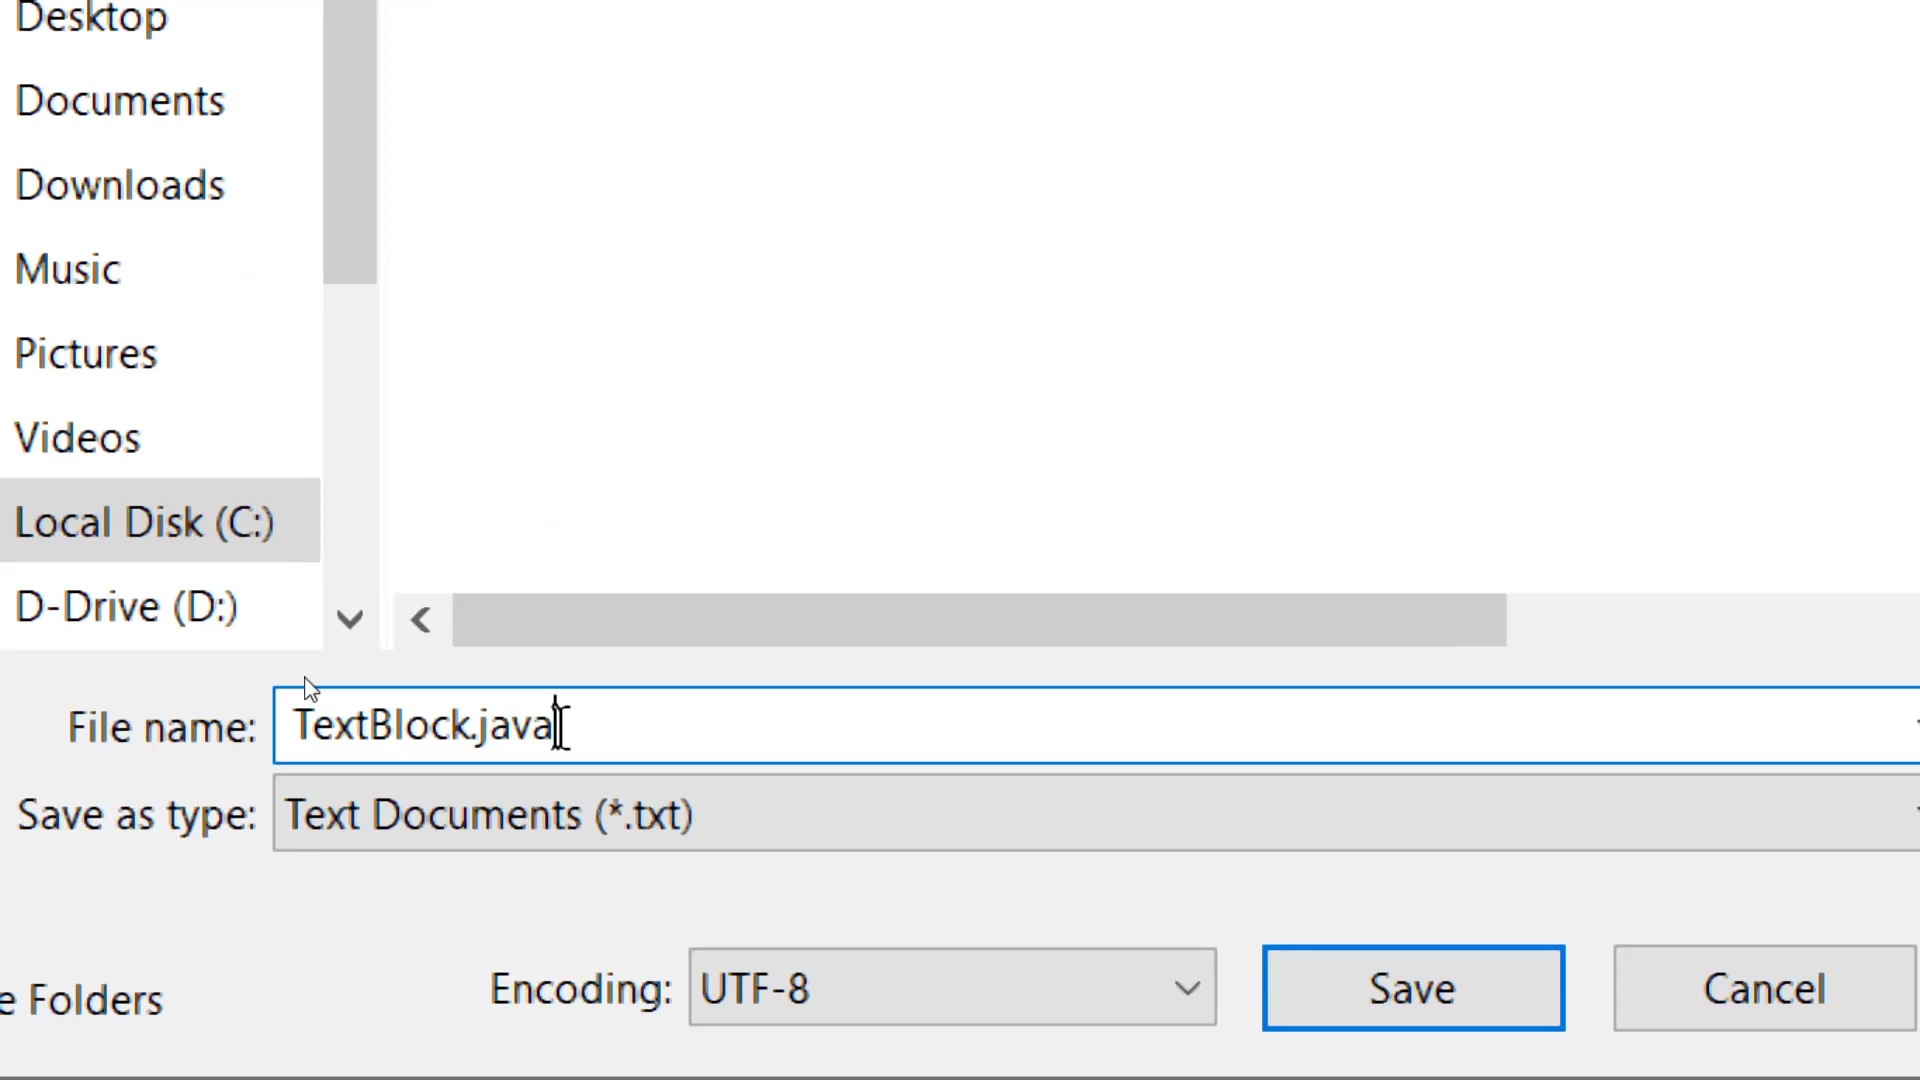 Desktop
Documents
Downloads
Music
Pictures
Videos
Local Disk (C:)
D-Drive (D:)
File name: TextBlock.java
Save as type: Text Documents (*.txt)
e Folders
Encoding: UTF-8
Save
Cancel